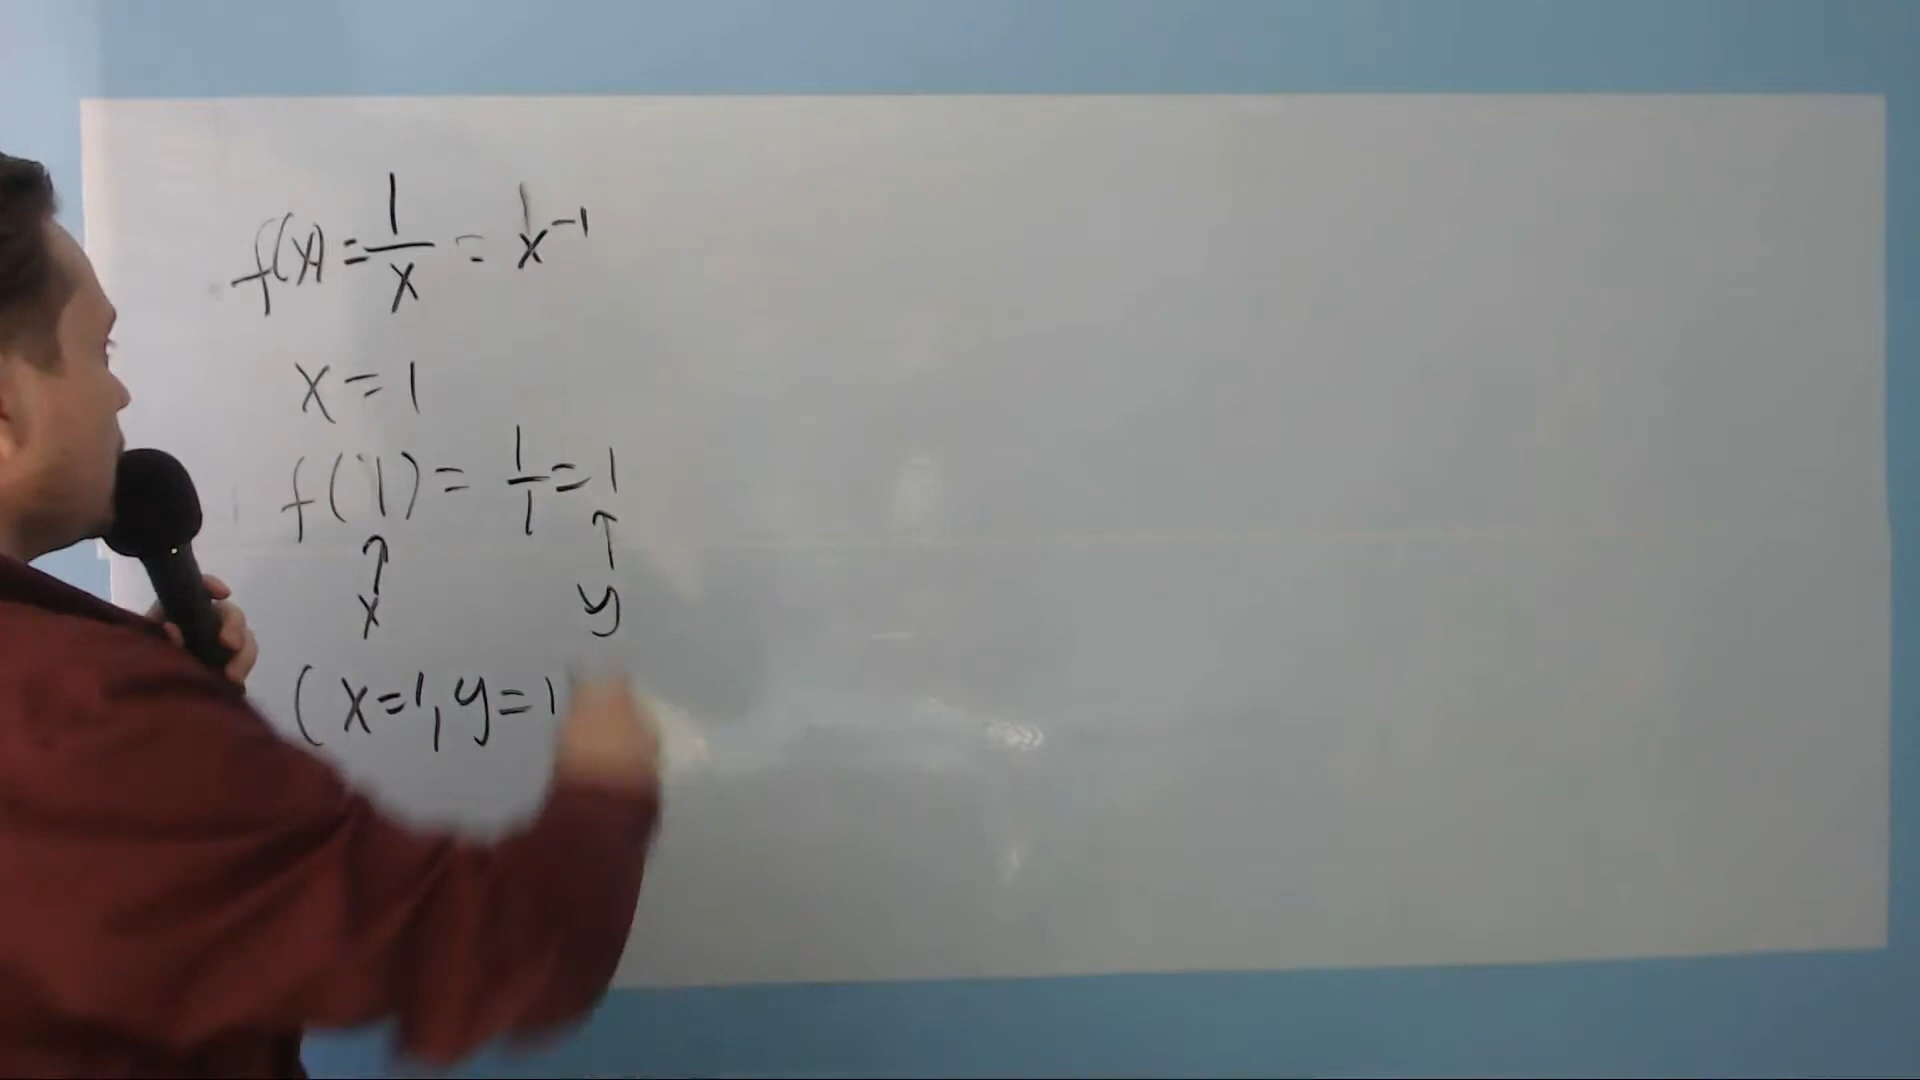 f(x) = 1/x = x⁻¹
x = 1
f(1) = 1/1 = 1
↑ ↑
x y
(x=1, y=1